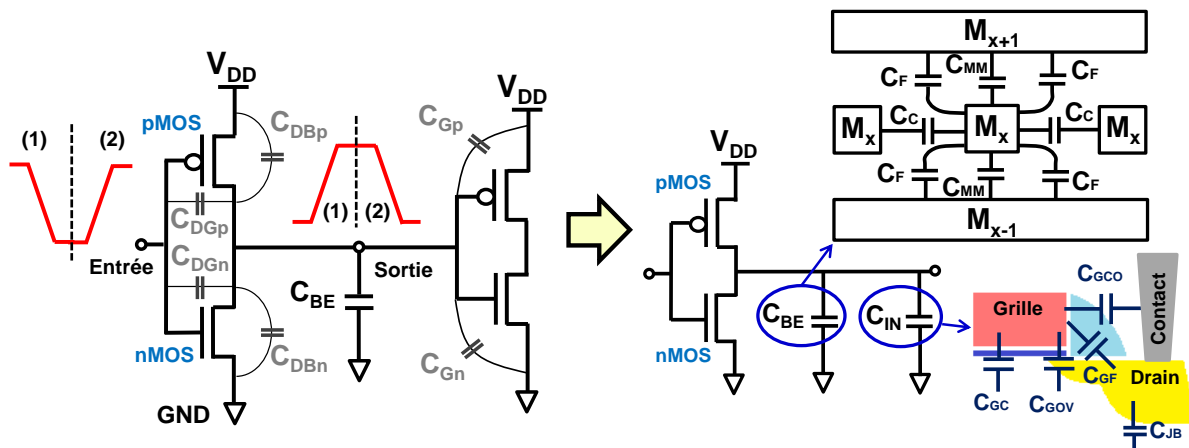 VDD
pMOS
CDBp
(1)
(2)
CDGp
CDGn
Entrée
nMOS
CDBn
GND
(1)
(2)
CBE
Sortie
VDD
CGp
CGn
VDD
pMOS
nMOS
CBE
CIN
Mx+1
CF
CMM
CF
Mx
CC
Mx
CC
Mx
CF
CMM
CF
Mx-1
Grille
CGCO
Contact
CGC
CGOV
CGF
Drain
CJB